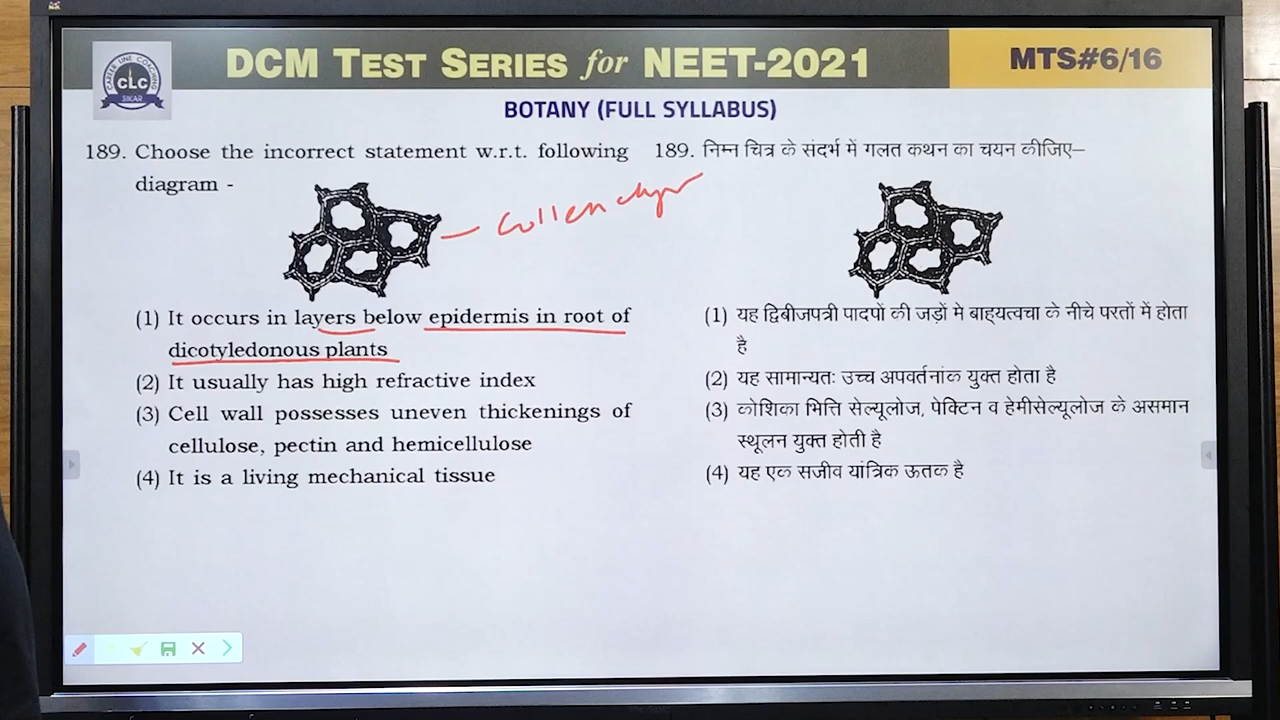 CAREER LINE COACHING
CLC
SIKAR
DCM TEST SERIES for NEET-2021
MTS#6/16
BOTANY (FULL SYLLABUS)
189. Choose the incorrect statement w.r.t. following
diagram -
Collenchy
(1) It occurs in layers below epidermis in root of
dicotyledonous plants
(2) It usually has high refractive index
(3) Cell wall possesses uneven thickenings of
cellulose, pectin and hemicellulose
(4) It is a living mechanical tissue
189. निम्न चित्र के संदर्भ में गलत कथन का चयन कीजिए–
(1) यह द्विबीजपत्री पादपों की जड़ों मे बाह्यत्वचा के नीचे परतों में होता
है
(2) यह सामान्यतः उच्च अपवर्तनांक युक्त होता है
(3) कोशिका भित्ति सेल्यूलोज, पेक्टिन व हेमीसेल्यूलोज के असमान
स्थूलन युक्त होती है
(4) यह एक सजीव यांत्रिक ऊतक है